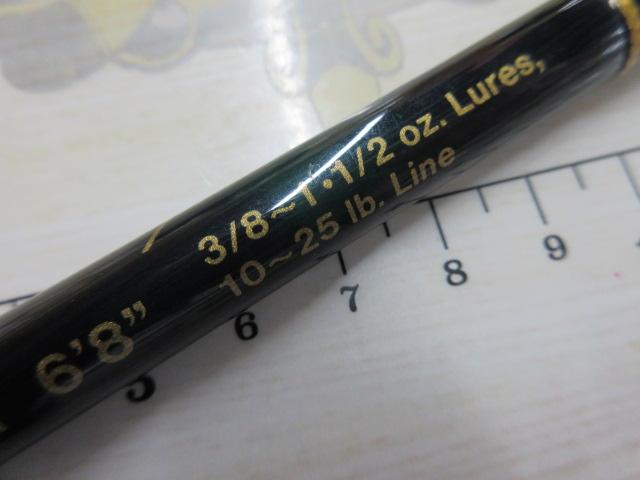 6'8"
3/8~1•1/2 oz. Lures,
10~25 lb. Line
5 6 7 8 9